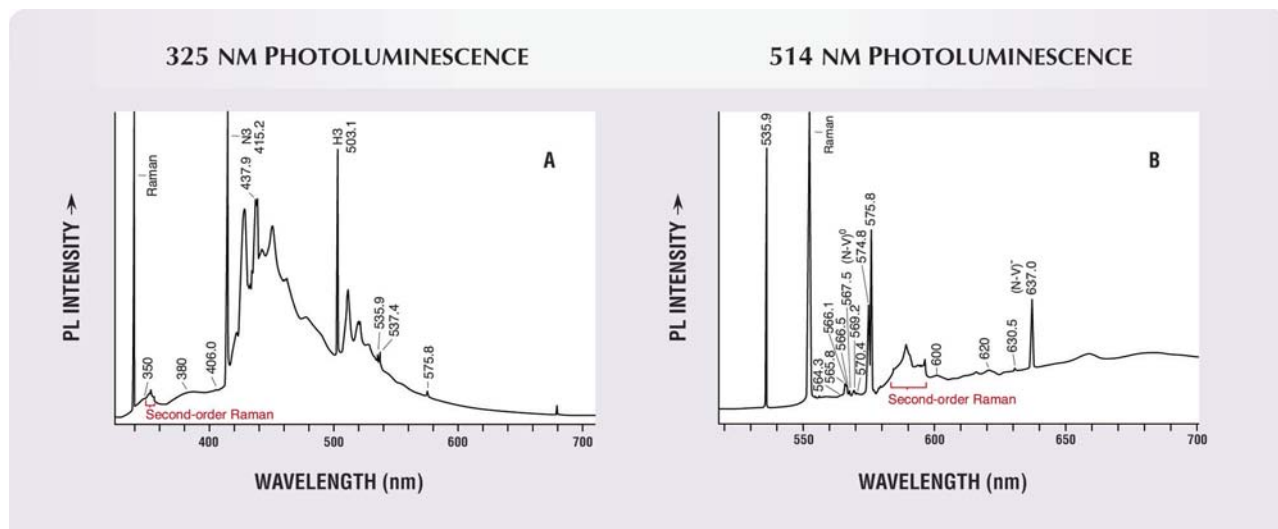 325 NM PHOTOLUMINESCENCE
PL INTENSITY →
Raman
350
380
406.0
N3
415.2
437.9
H3
503.1
535.9
537.4
575.8
A
Second-order Raman
400
500
600
700
WAVELENGTH (nm)
514 NM PHOTOLUMINESCENCE
PL INTENSITY →
535.9
Raman
564.3
565.8
566.1
566.5
567.5
569.2
570.4
(N-V)⁰
574.8
575.8
600
620
630.5
(N-V)⁻
637.0
B
Second-order Raman
550
600
650
700
WAVELENGTH (nm)